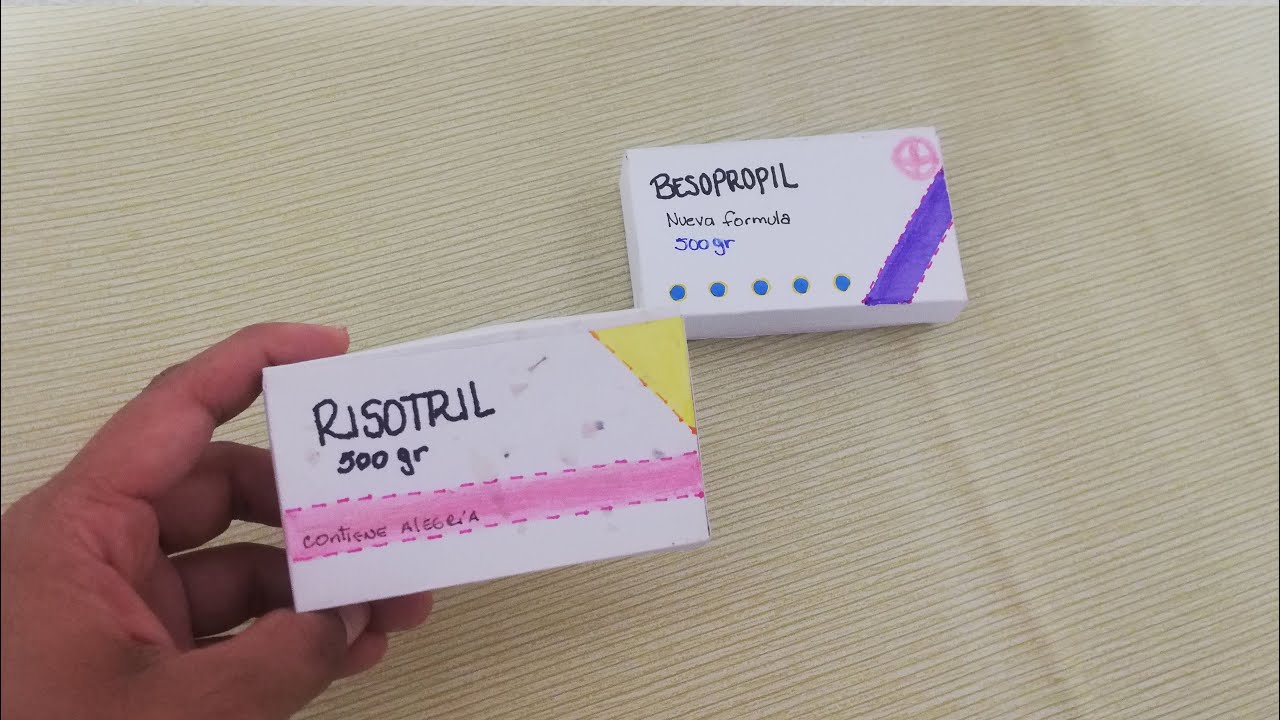 BESOPROPIL
Nueva formula
500 gr
RISOTRIL
500 gr
CONTIENE ALEGRÍA